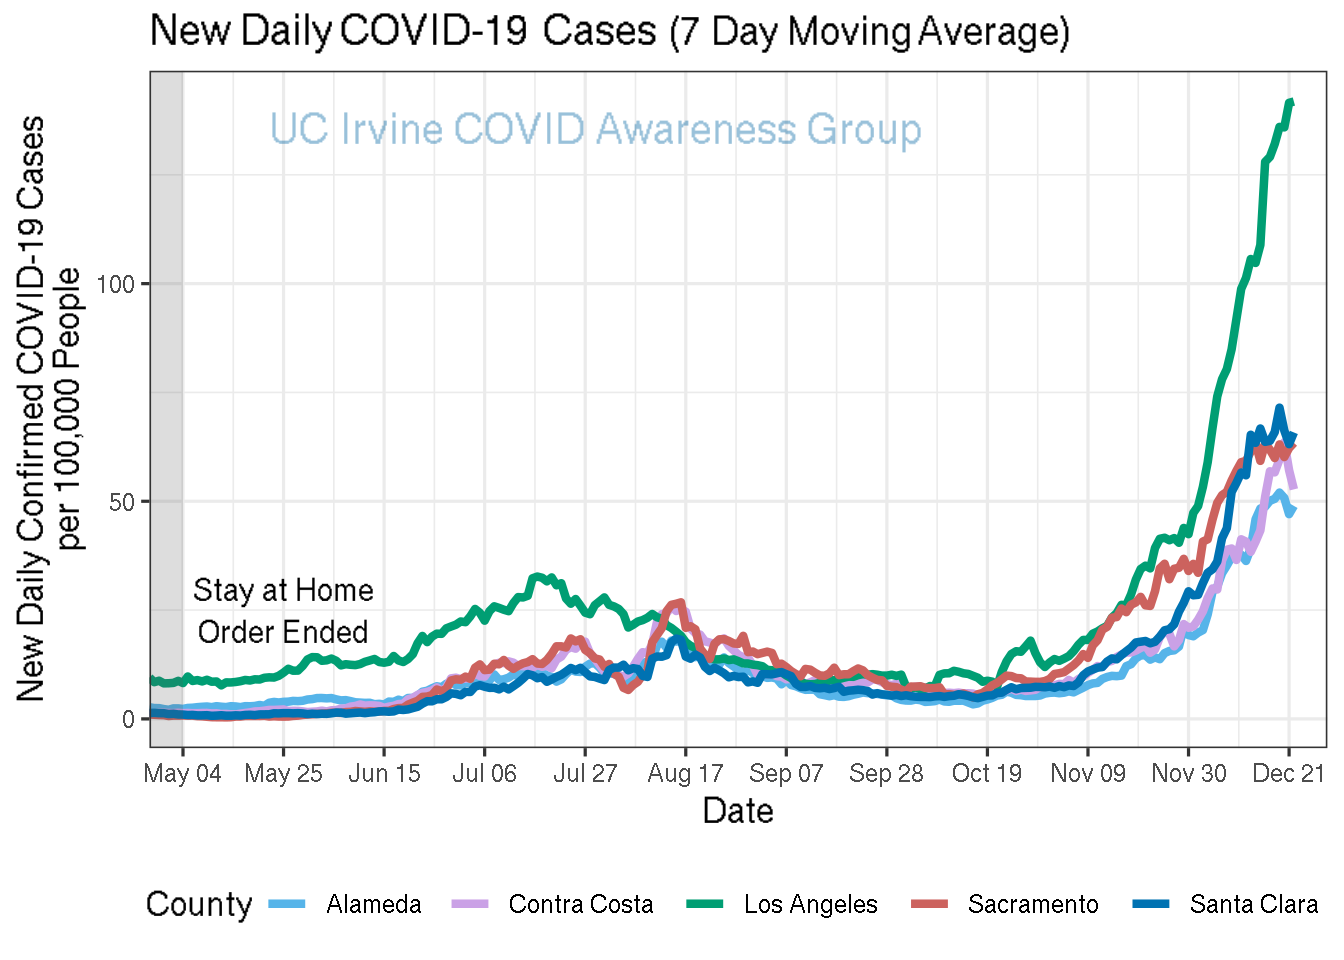 New Daily COVID-19 Cases (7 Day Moving Average)
UC Irvine COVID Awareness Group
New Daily Confirmed COVID-19 Cases
per 100,000 People
100
50
0
Stay at Home
Order Ended
May 04 May 25 Jun 15 Jul 06 Jul 27 Aug 17 Sep 07 Sep 28 Oct 19 Nov 09 Nov 30 Dec 21
Date
County Alameda Contra Costa Los Angeles Sacramento Santa Clara